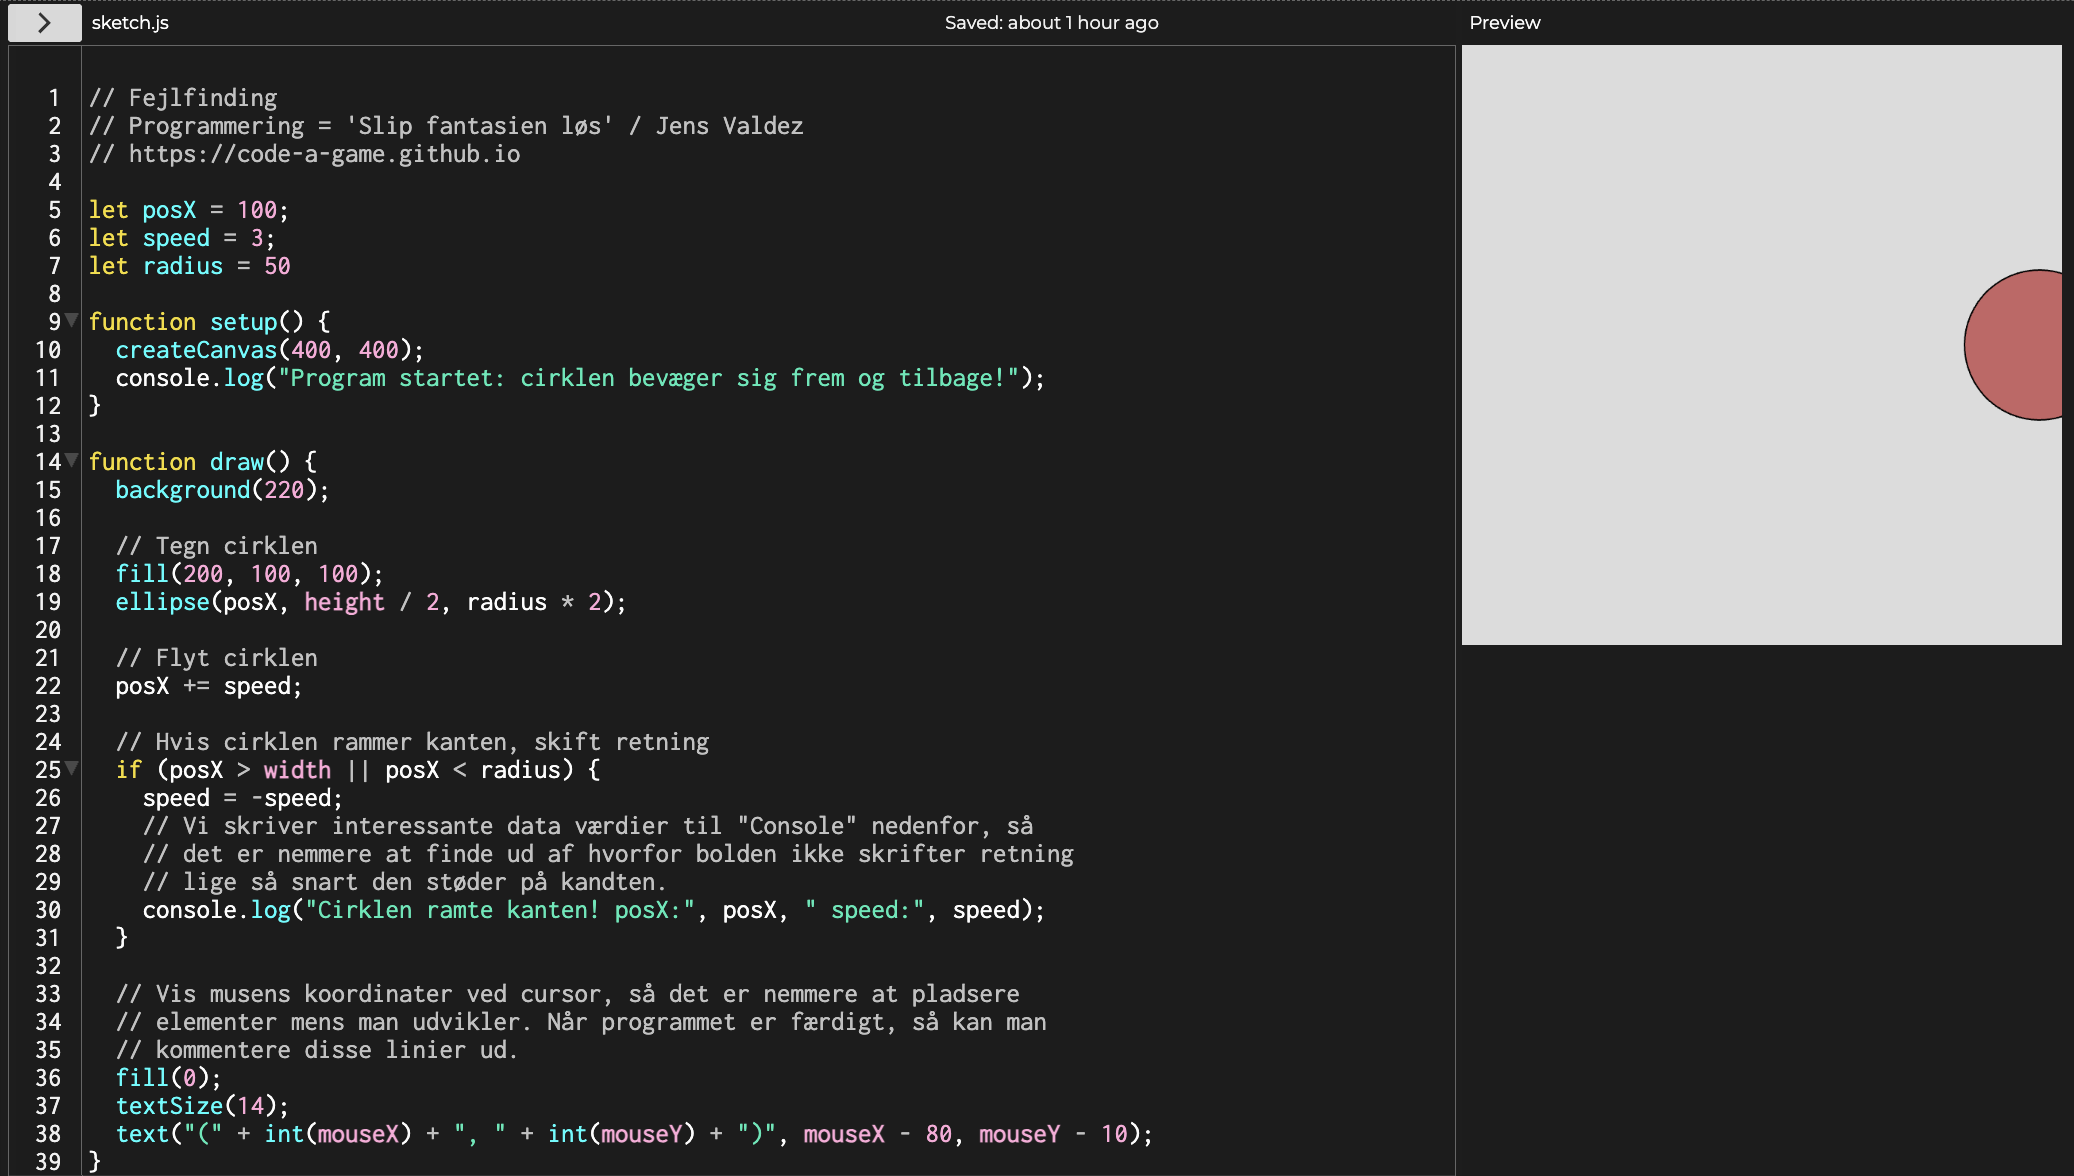 sketch.js
Saved: about 1 hour ago
Preview
1 // Fejlfinding
2 // Programmering = 'Slip fantasien løs' / Jens Valdez
3 // https://code-a-game.github.io
4
5 let posX = 100;
6 let speed = 3;
7 let radius = 50
8
9 function setup() {
10   createCanvas(400, 400);
11   console.log("Program startet: cirklen bevæger sig frem og tilbage!");
12 }
13
14 function draw() {
15   background(220);
16
17   // Tegn cirklen
18   fill(200, 100, 100);
19   ellipse(posX, height / 2, radius * 2);
20
21   // Flyt cirklen
22   posX += speed;
23
24   // Hvis cirklen rammer kanten, skift retning
25   if (posX > width || posX < radius) {
26     speed = -speed;
27     // Vi skriver interessante data værdier til "Console" nedenfor, så
28     // det er nemmere at finde ud af hvorfor bolden ikke skrifter retning
29     // lige så snart den støder på kandten.
30     console.log("Cirklen ramte kanten! posX:", posX, " speed:", speed);
31   }
32
33   // Vis musens koordinater ved cursor, så det er nemmere at pladsere
34   // elementer mens man udvikler. Når programmet er færdigt, så kan man
35   // kommentere disse linier ud.
36   fill(0);
37   textSize(14);
38   text("(" + int(mouseX) + ", " + int(mouseY) + ")", mouseX - 80, mouseY - 10);
39 }